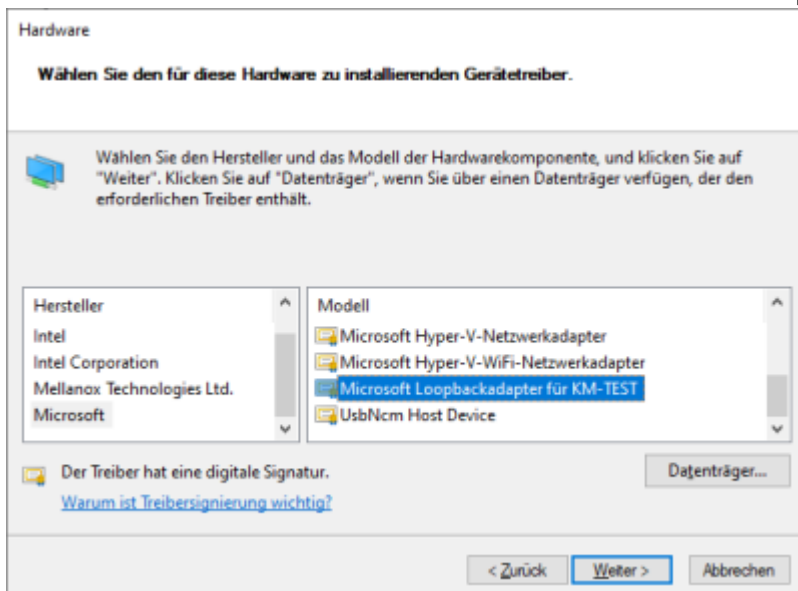 Hardware
Wählen Sie den für diese Hardware zu installierenden Gerätetreiber.
Wählen Sie den Hersteller und das Modell der Hardwarekomponente, und klicken Sie auf
"Weiter". Klicken Sie auf "Datenträger", wenn Sie über einen Datenträger verfügen, der den
erforderlichen Treiber enthält.
Hersteller
Intel
Intel Corporation
Mellanox Technologies Ltd.
Microsoft
Modell
Microsoft Hyper-V-Netzwerkadapter
Microsoft Hyper-V-WiFi-Netzwerkadapter
Microsoft Loopbackadapter für KM-TEST
UsbNcm Host Device
Der Treiber hat eine digitale Signatur.
Warum ist Treibersignierung wichtig?
Datenträger...
< Zurück
Weiter >
Abbrechen